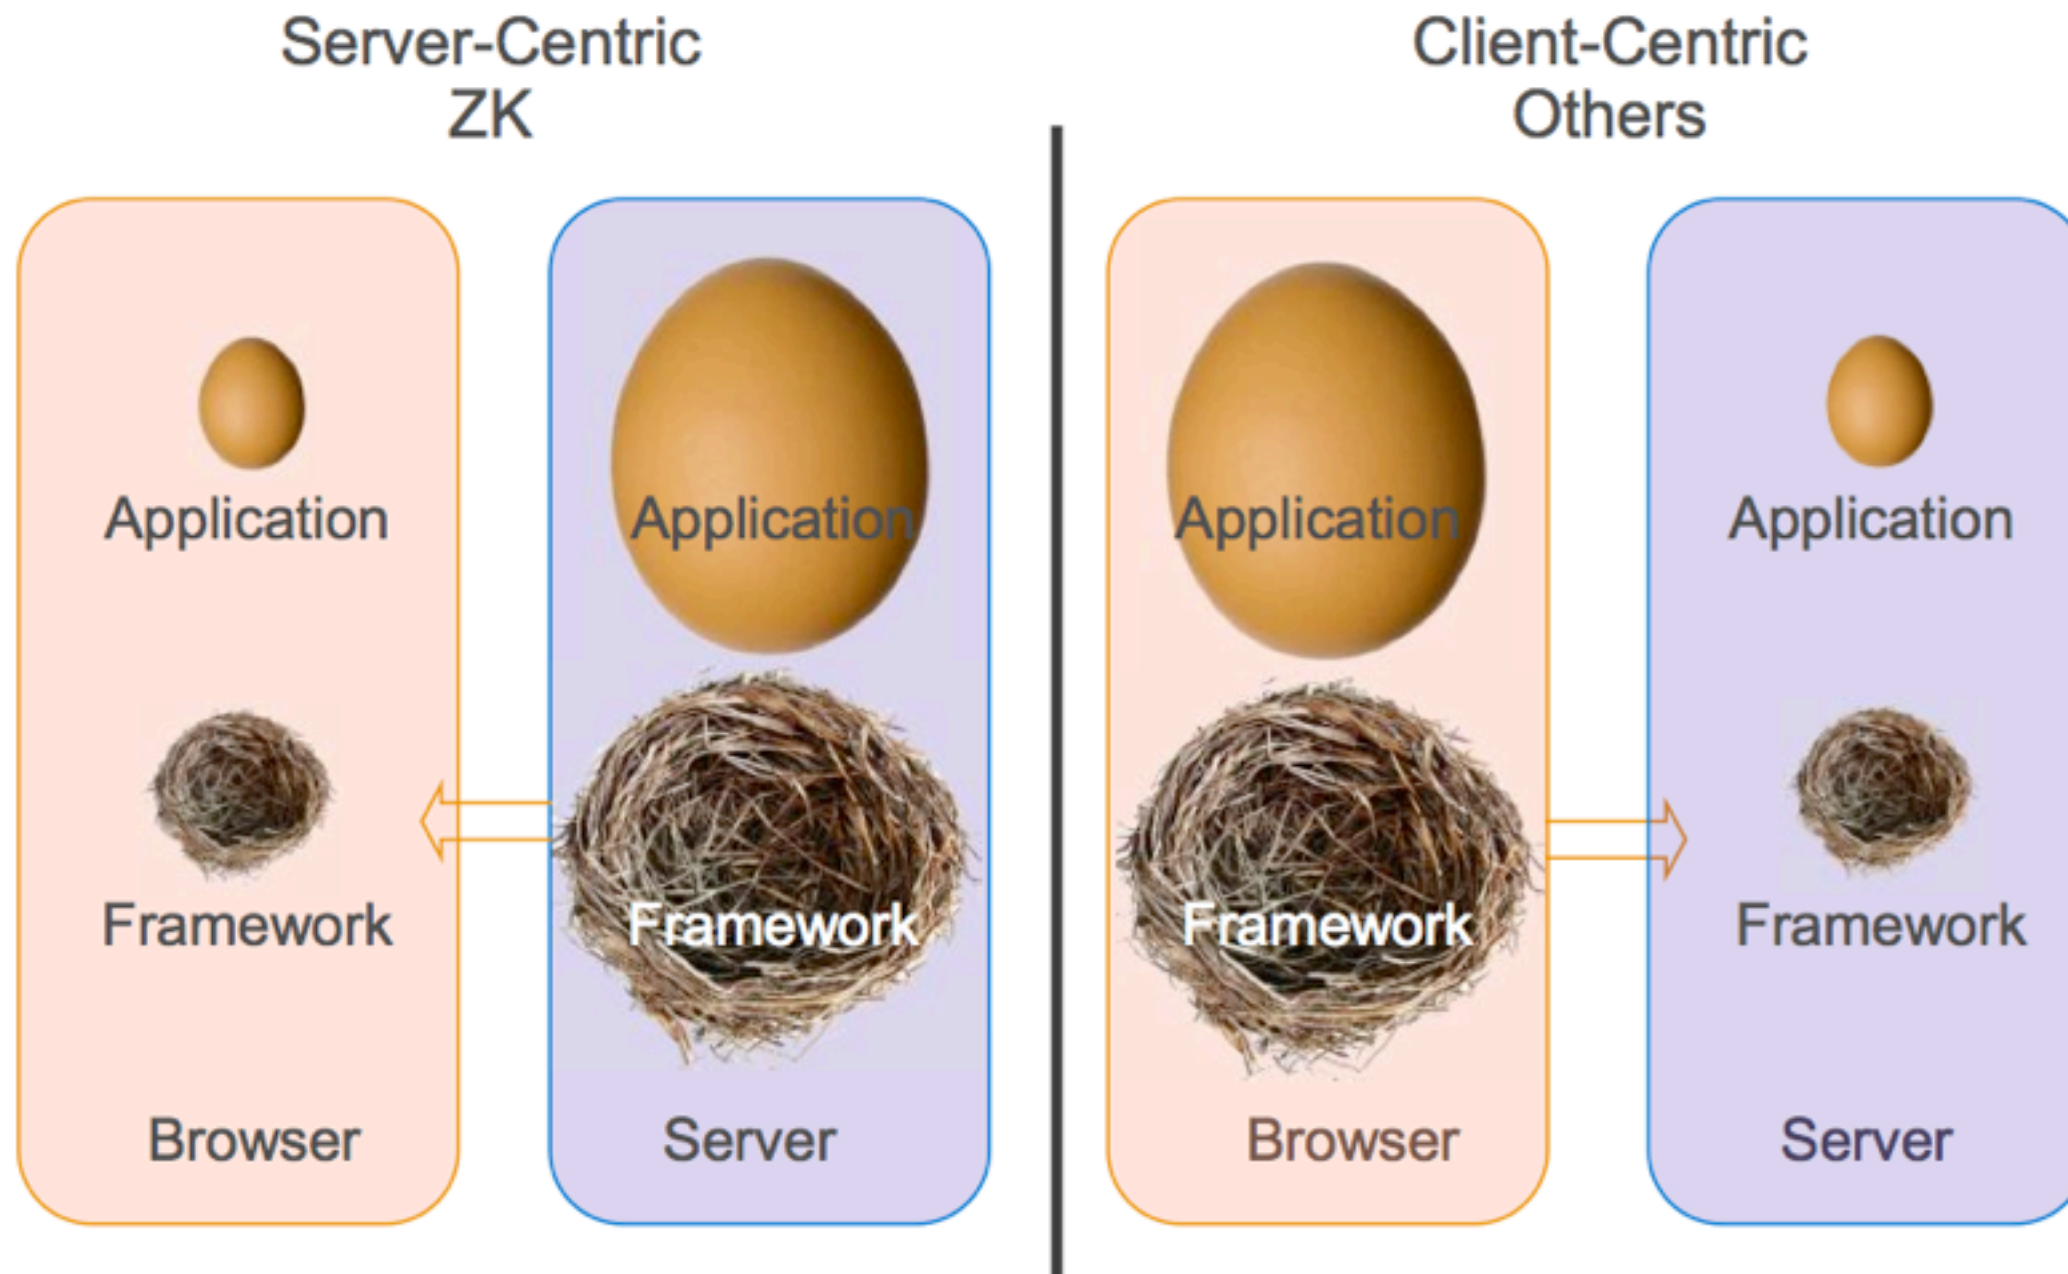 Server-Centric
ZK
Client-Centric
Others
Application
Application
Application
Application
Framework
Framework
Framework
Framework
Browser
Server
Browser
Server